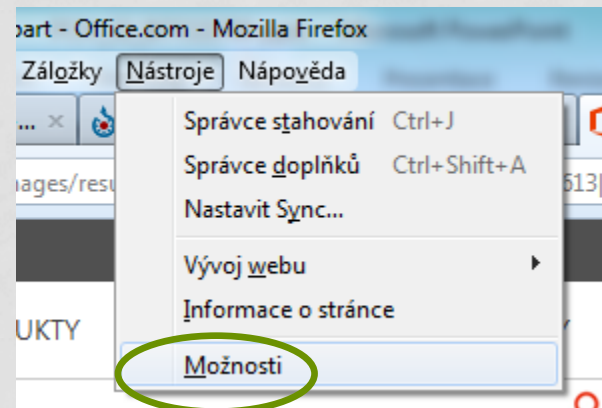 part - Office.com - Mozilla Firefox
Záložky Nástroje Nápověda
...
Správce stahování Ctrl+J
Správce doplňků Ctrl+Shift+A
613|
Nastavit Sync...
Vývoj webu
Informace o stránce
UKTY
Možnosti